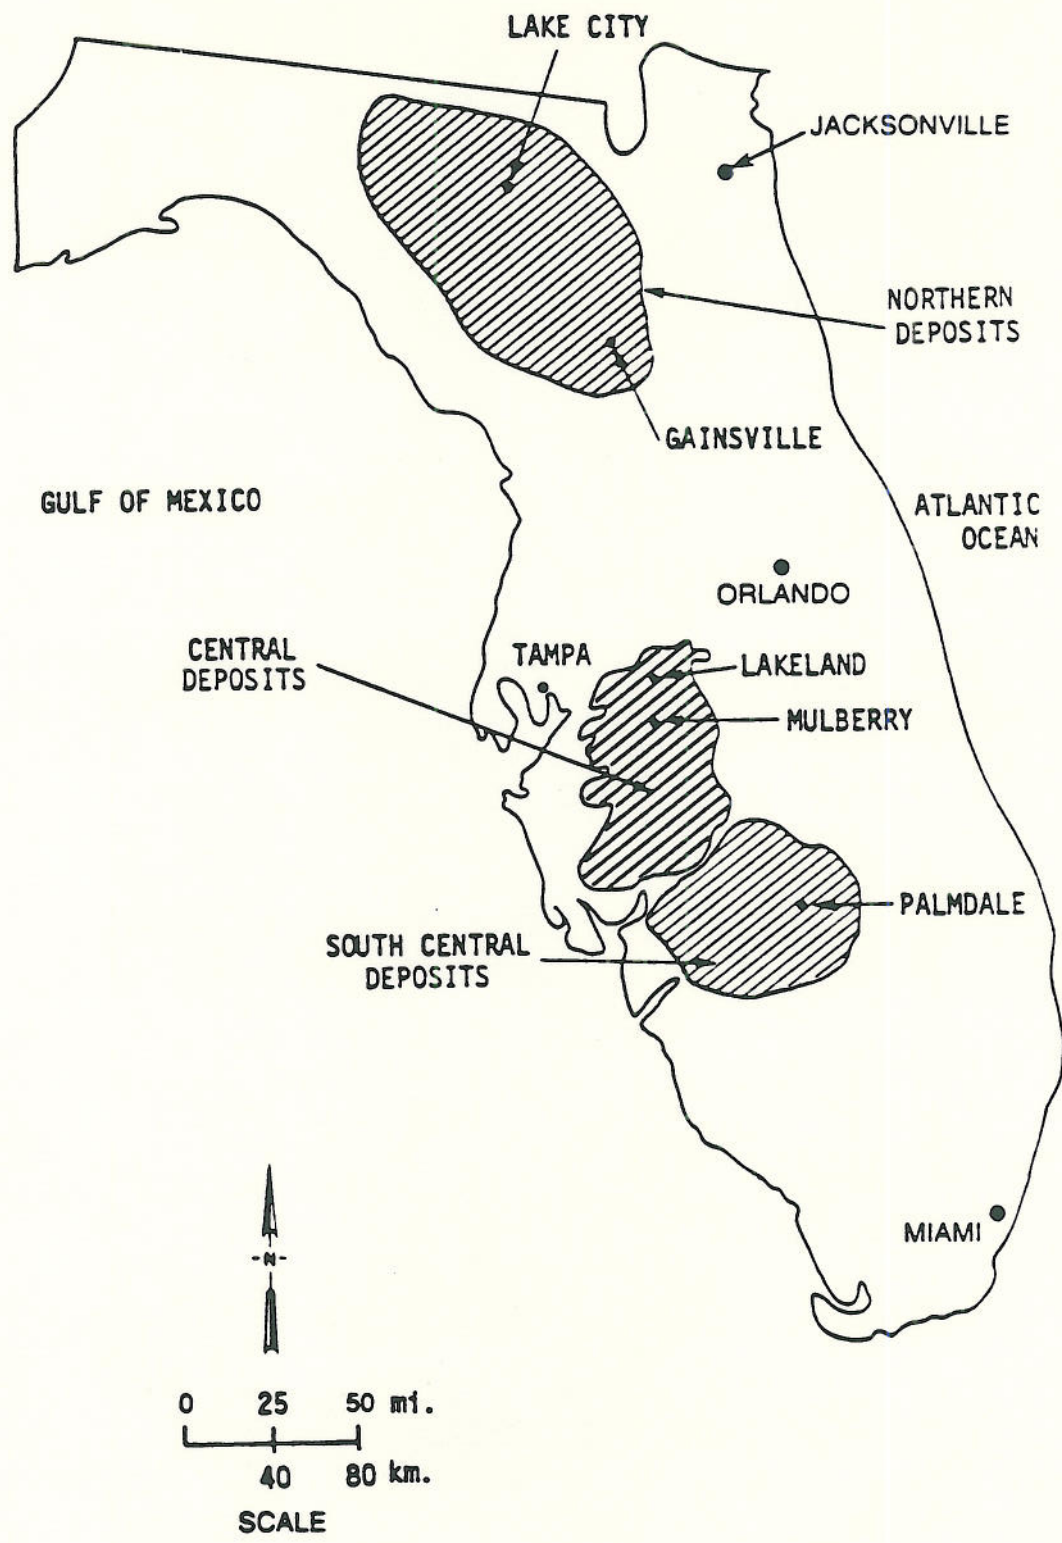 LAKE CITY
JACKSONVILLE
NORTHERN
DEPOSITS
GAINSVILLE
GULF OF MEXICO
ATLANTIC
OCEAN
ORLANDO
CENTRAL
DEPOSITS
TAMPA
LAKELAND
MULBERRY
PALMDALE
SOUTH CENTRAL
DEPOSITS
MIAMI
-N-
0 25 50 mi.
40 80 km.
SCALE